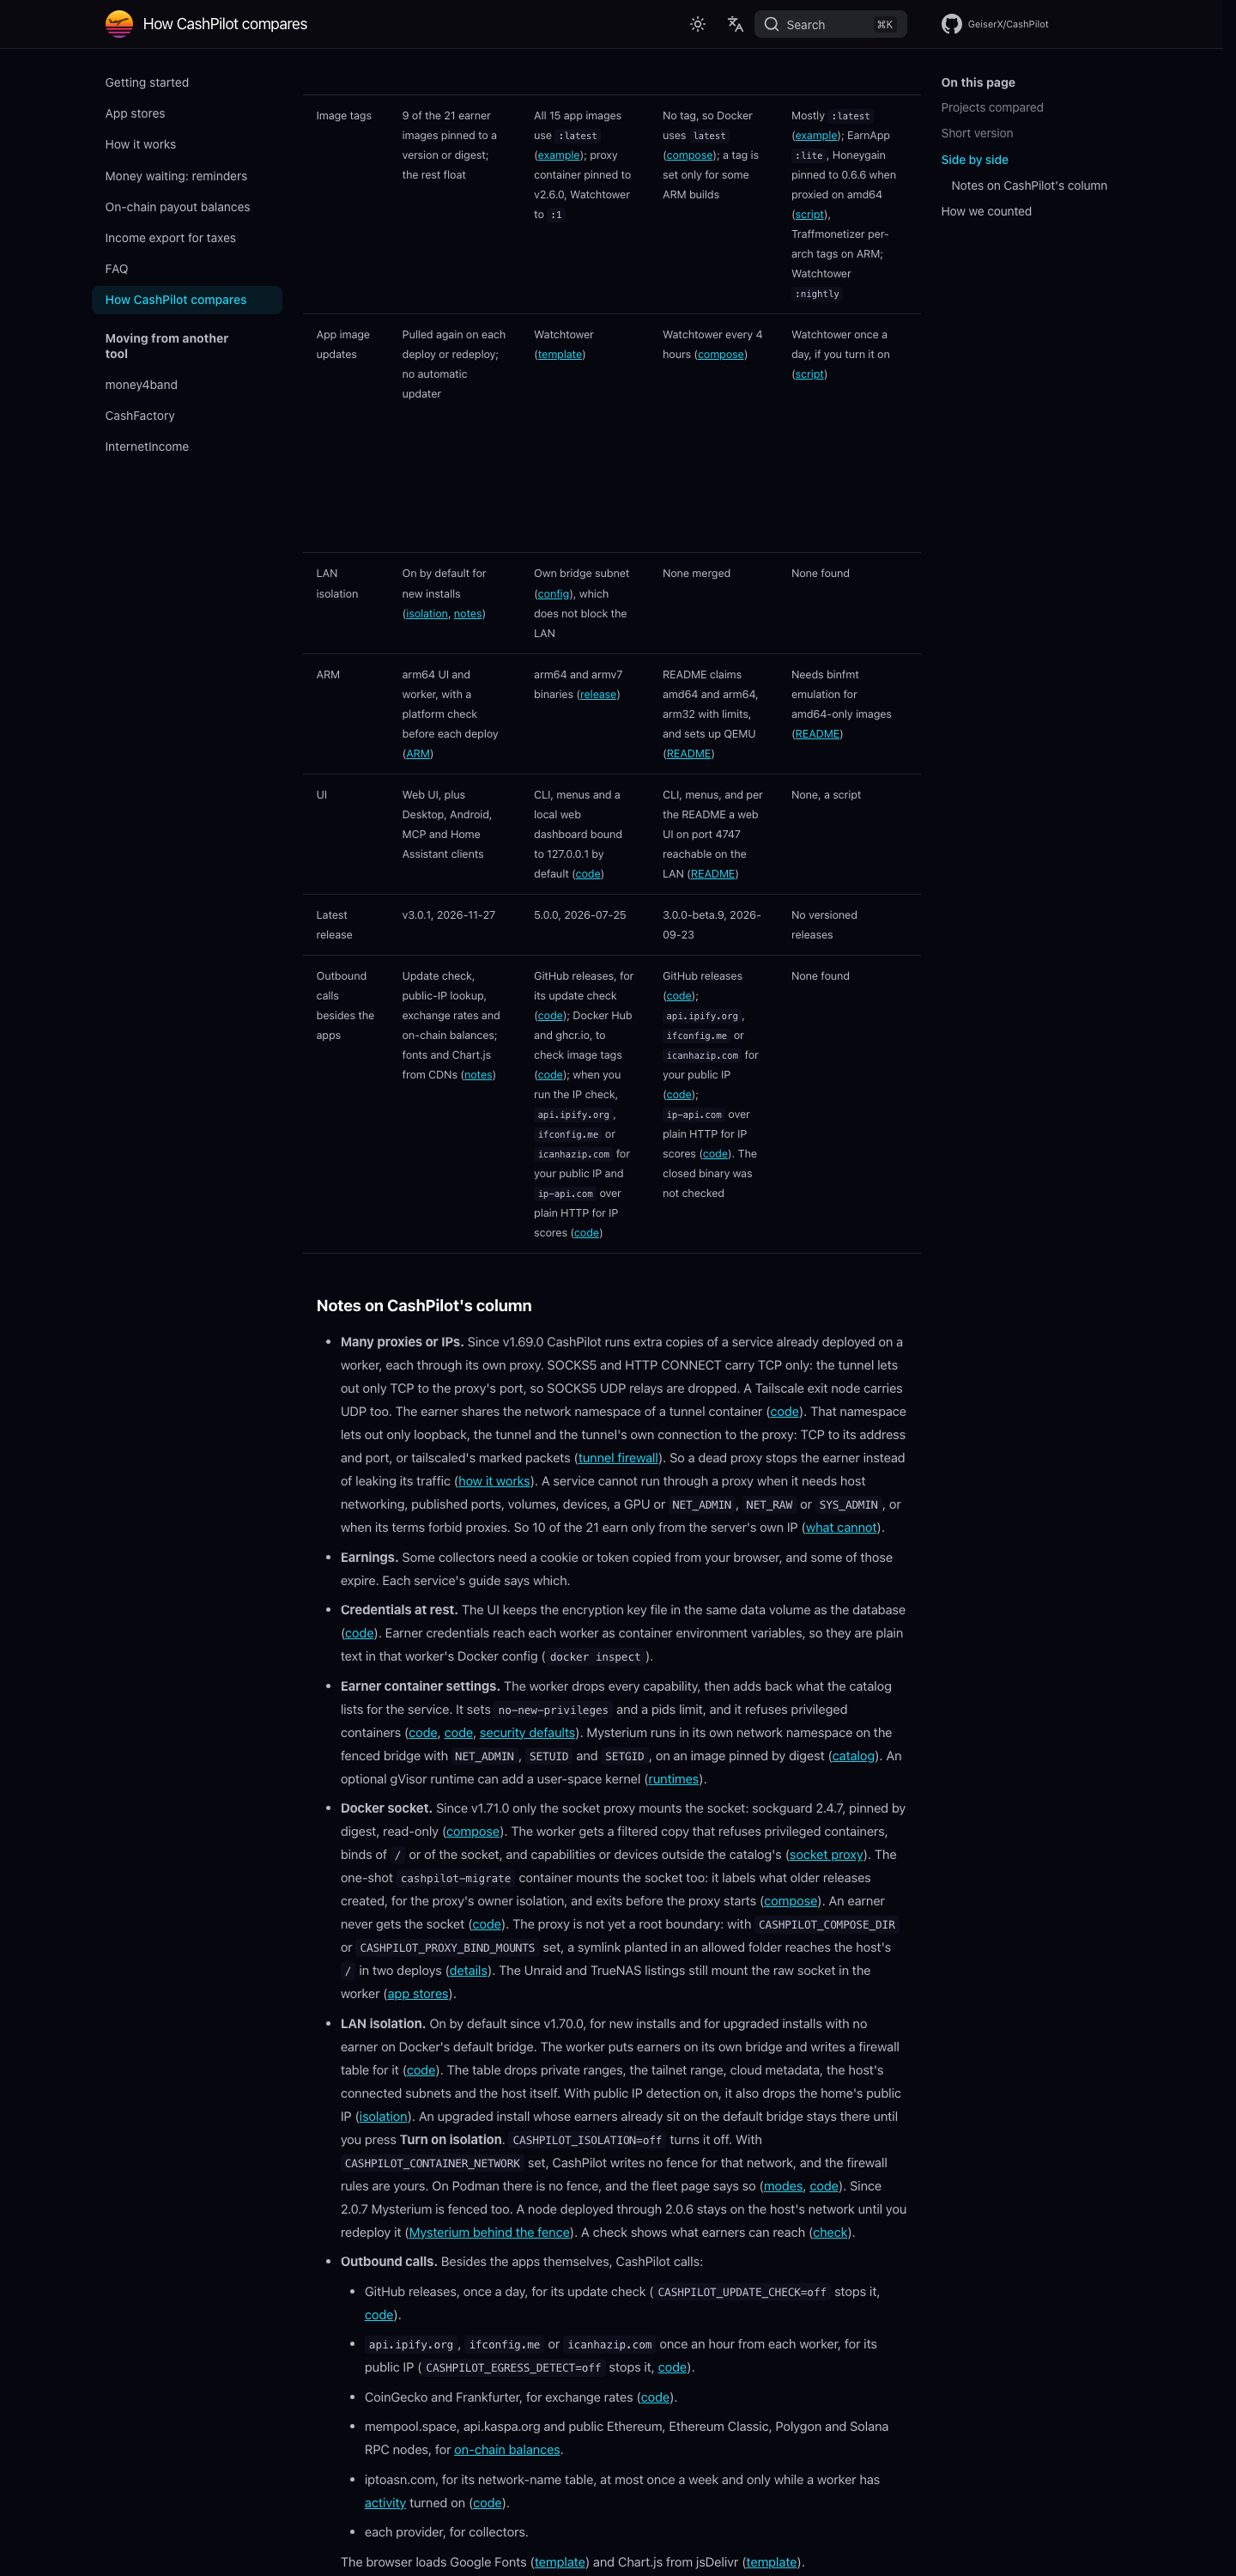 How CashPilot compares
Search
⌘K
GeiserX/CashPilot
Getting started
App stores
How it works
Money waiting: reminders
On-chain payout balances
Income export for taxes
FAQ
How CashPilot compares
Moving from another
tool
money4band
CashFactory
InternetIncome
On this page
Projects compared
Short version
Side by side
Notes on CashPilot's column
How we counted
Image tags
9 of the 21 earner
images pinned to a
version or digest;
the rest float
All 15 app images
use :latest
(example); proxy
container pinned to
v2.6.0, Watchtower
to :1
No tag, so Docker
uses latest
(compose); a tag is
set only for some
ARM builds
Mostly :latest
(example); EarnApp
:lite, Honeygain
pinned to 0.6.6 when
proxied on amd64
(script),
Traffmonetizer per-
arch tags on ARM;
Watchtower
:nightly
App image
updates
Pulled again on each
deploy or redeploy;
no automatic
updater
Watchtower
(template)
Watchtower every 4
hours (compose)
Watchtower once a
day, if you turn it on
(script)
LAN
isolation
On by default for
new installs
(isolation, notes)
Own bridge subnet
(config), which
does not block the
LAN
None merged
None found
ARM
arm64 UI and
worker, with a
platform check
before each deploy
(ARM)
arm64 and armv7
binaries (release)
README claims
amd64 and arm64,
arm32 with limits,
and sets up QEMU
(README)
Needs binfmt
emulation for
amd64-only images
(README)
UI
Web UI, plus
Desktop, Android,
MCP and Home
Assistant clients
CLI, menus and a
local web
dashboard bound
to 127.0.0.1 by
default (code)
CLI, menus, and per
the README a web
UI on port 4747
reachable on the
LAN (README)
None, a script
Latest
release
v3.0.1, 2026-11-27
5.0.0, 2026-07-25
3.0.0-beta.9, 2026-
09-23
No versioned
releases
Outbound
calls
besides the
apps
Update check,
public-IP lookup,
exchange rates and
on-chain balances;
fonts and Chart.js
from CDNs (notes)
GitHub releases, for
its update check
(code); Docker Hub
and ghcr.io, to
check image tags
(code); when you
run the IP check,
api.ipify.org,
ifconfig.me or
icanhazip.com for
your public IP and
ip-api.com over
plain HTTP for IP
scores (code)
GitHub releases
(code);
api.ipify.org,
ifconfig.me or
icanhazip.com for
your public IP
(code);
ip-api.com over
plain HTTP for IP
scores (code). The
closed binary was
not checked
None found
Notes on CashPilot's column
• Many proxies or IPs. Since v1.69.0 CashPilot runs extra copies of a service already deployed on a
worker, each through its own proxy. SOCKS5 and HTTP CONNECT carry TCP only: the tunnel lets
out only TCP to the proxy's port, so SOCKS5 UDP relays are dropped. A Tailscale exit node carries
UDP too. The earner shares the network namespace of a tunnel container (code). That namespace
lets out only loopback, the tunnel and the tunnel's own connection to the proxy: TCP to its address
and port, or tailscaled's marked packets (tunnel firewall). So a dead proxy stops the earner instead
of leaking its traffic (how it works). A service cannot run through a proxy when it needs host
networking, published ports, volumes, devices, a GPU or NET_ADMIN, NET_RAW or SYS_ADMIN, or
when its terms forbid proxies. So 10 of the 21 earn only from the server's own IP (what cannot).
• Earnings. Some collectors need a cookie or token copied from your browser, and some of those
expire. Each service's guide says which.
• Credentials at rest. The UI keeps the encryption key file in the same data volume as the database
(code). Earner credentials reach each worker as container environment variables, so they are plain
text in that worker's Docker config (docker inspect).
• Earner container settings. The worker drops every capability, then adds back what the catalog
lists for the service. It sets no-new-privileges and a pids limit, and it refuses privileged
containers (code, code, security defaults). Mysterium runs in its own network namespace on the
fenced bridge with NET_ADMIN, SETUID and SETGID, on an image pinned by digest (catalog). An
optional gVisor runtime can add a user-space kernel (runtimes).
• Docker socket. Since v1.71.0 only the socket proxy mounts the socket: sockguard 2.4.7, pinned by
digest, read-only (compose). The worker gets a filtered copy that refuses privileged containers,
binds of / or of the socket, and capabilities or devices outside the catalog's (socket proxy). The
one-shot cashpilot-migrate container mounts the socket too: it labels what older releases
created, for the proxy's owner isolation, and exits before the proxy starts (compose). An earner
never gets the socket (code). The proxy is not yet a root boundary: with CASHPILOT_COMPOSE_DIR
or CASHPILOT_PROXY_BIND_MOUNTS set, a symlink planted in an allowed folder reaches the host's
/ in two deploys (details). The Unraid and TrueNAS listings still mount the raw socket in the
worker (app stores).
• LAN isolation. On by default since v1.70.0, for new installs and for upgraded installs with no
earner on Docker's default bridge. The worker puts earners on its own bridge and writes a firewall
table for it (code). The table drops private ranges, the tailnet range, cloud metadata, the host's
connected subnets and the host itself. With public IP detection on, it also drops the home's public
IP (isolation). An upgraded install whose earners already sit on the default bridge stays there until
you press Turn on isolation. CASHPILOT_ISOLATION=off turns it off. With
CASHPILOT_CONTAINER_NETWORK set, CashPilot writes no fence for that network, and the firewall
rules are yours. On Podman there is no fence, and the fleet page says so (modes, code). Since
2.0.7 Mysterium is fenced too. A node deployed through 2.0.6 stays on the host's network until you
redeploy it (Mysterium behind the fence). A check shows what earners can reach (check).
• Outbound calls. Besides the apps themselves, CashPilot calls:
• GitHub releases, once a day, for its update check (CASHPILOT_UPDATE_CHECK=off stops it,
code).
• api.ipify.org, ifconfig.me or icanhazip.com once an hour from each worker, for its
public IP (CASHPILOT_EGRESS_DETECT=off stops it, code).
• CoinGecko and Frankfurter, for exchange rates (code).
• mempool.space, api.kaspa.org and public Ethereum, Ethereum Classic, Polygon and Solana
RPC nodes, for on-chain balances.
• iptoasn.com, for its network-name table, at most once a week and only while a worker has
activity turned on (code).
• each provider, for collectors.
The browser loads Google Fonts (template) and Chart.js from jsDelivr (template).